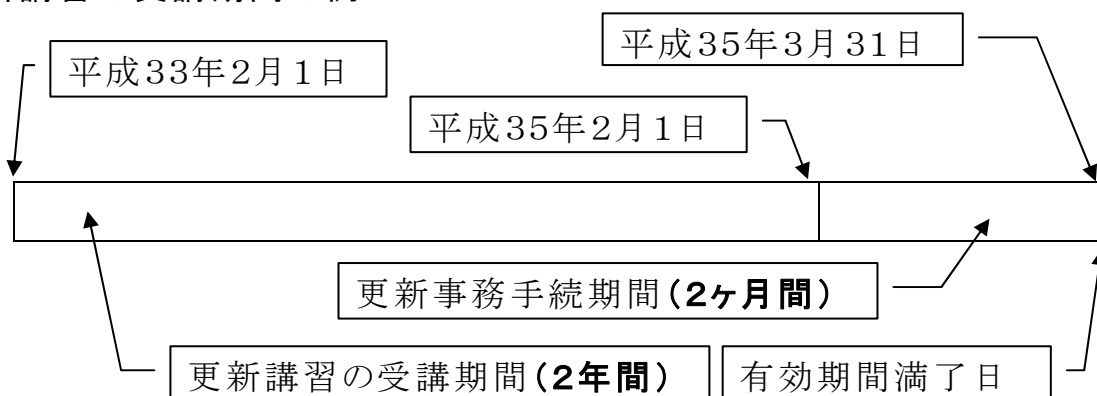 平成35年3月31日
平成33年2月1日
平成35年2月1日
更新事務手続期間(2ヶ月間)
更新講習の受講期間(2年間)
有効期間満了日